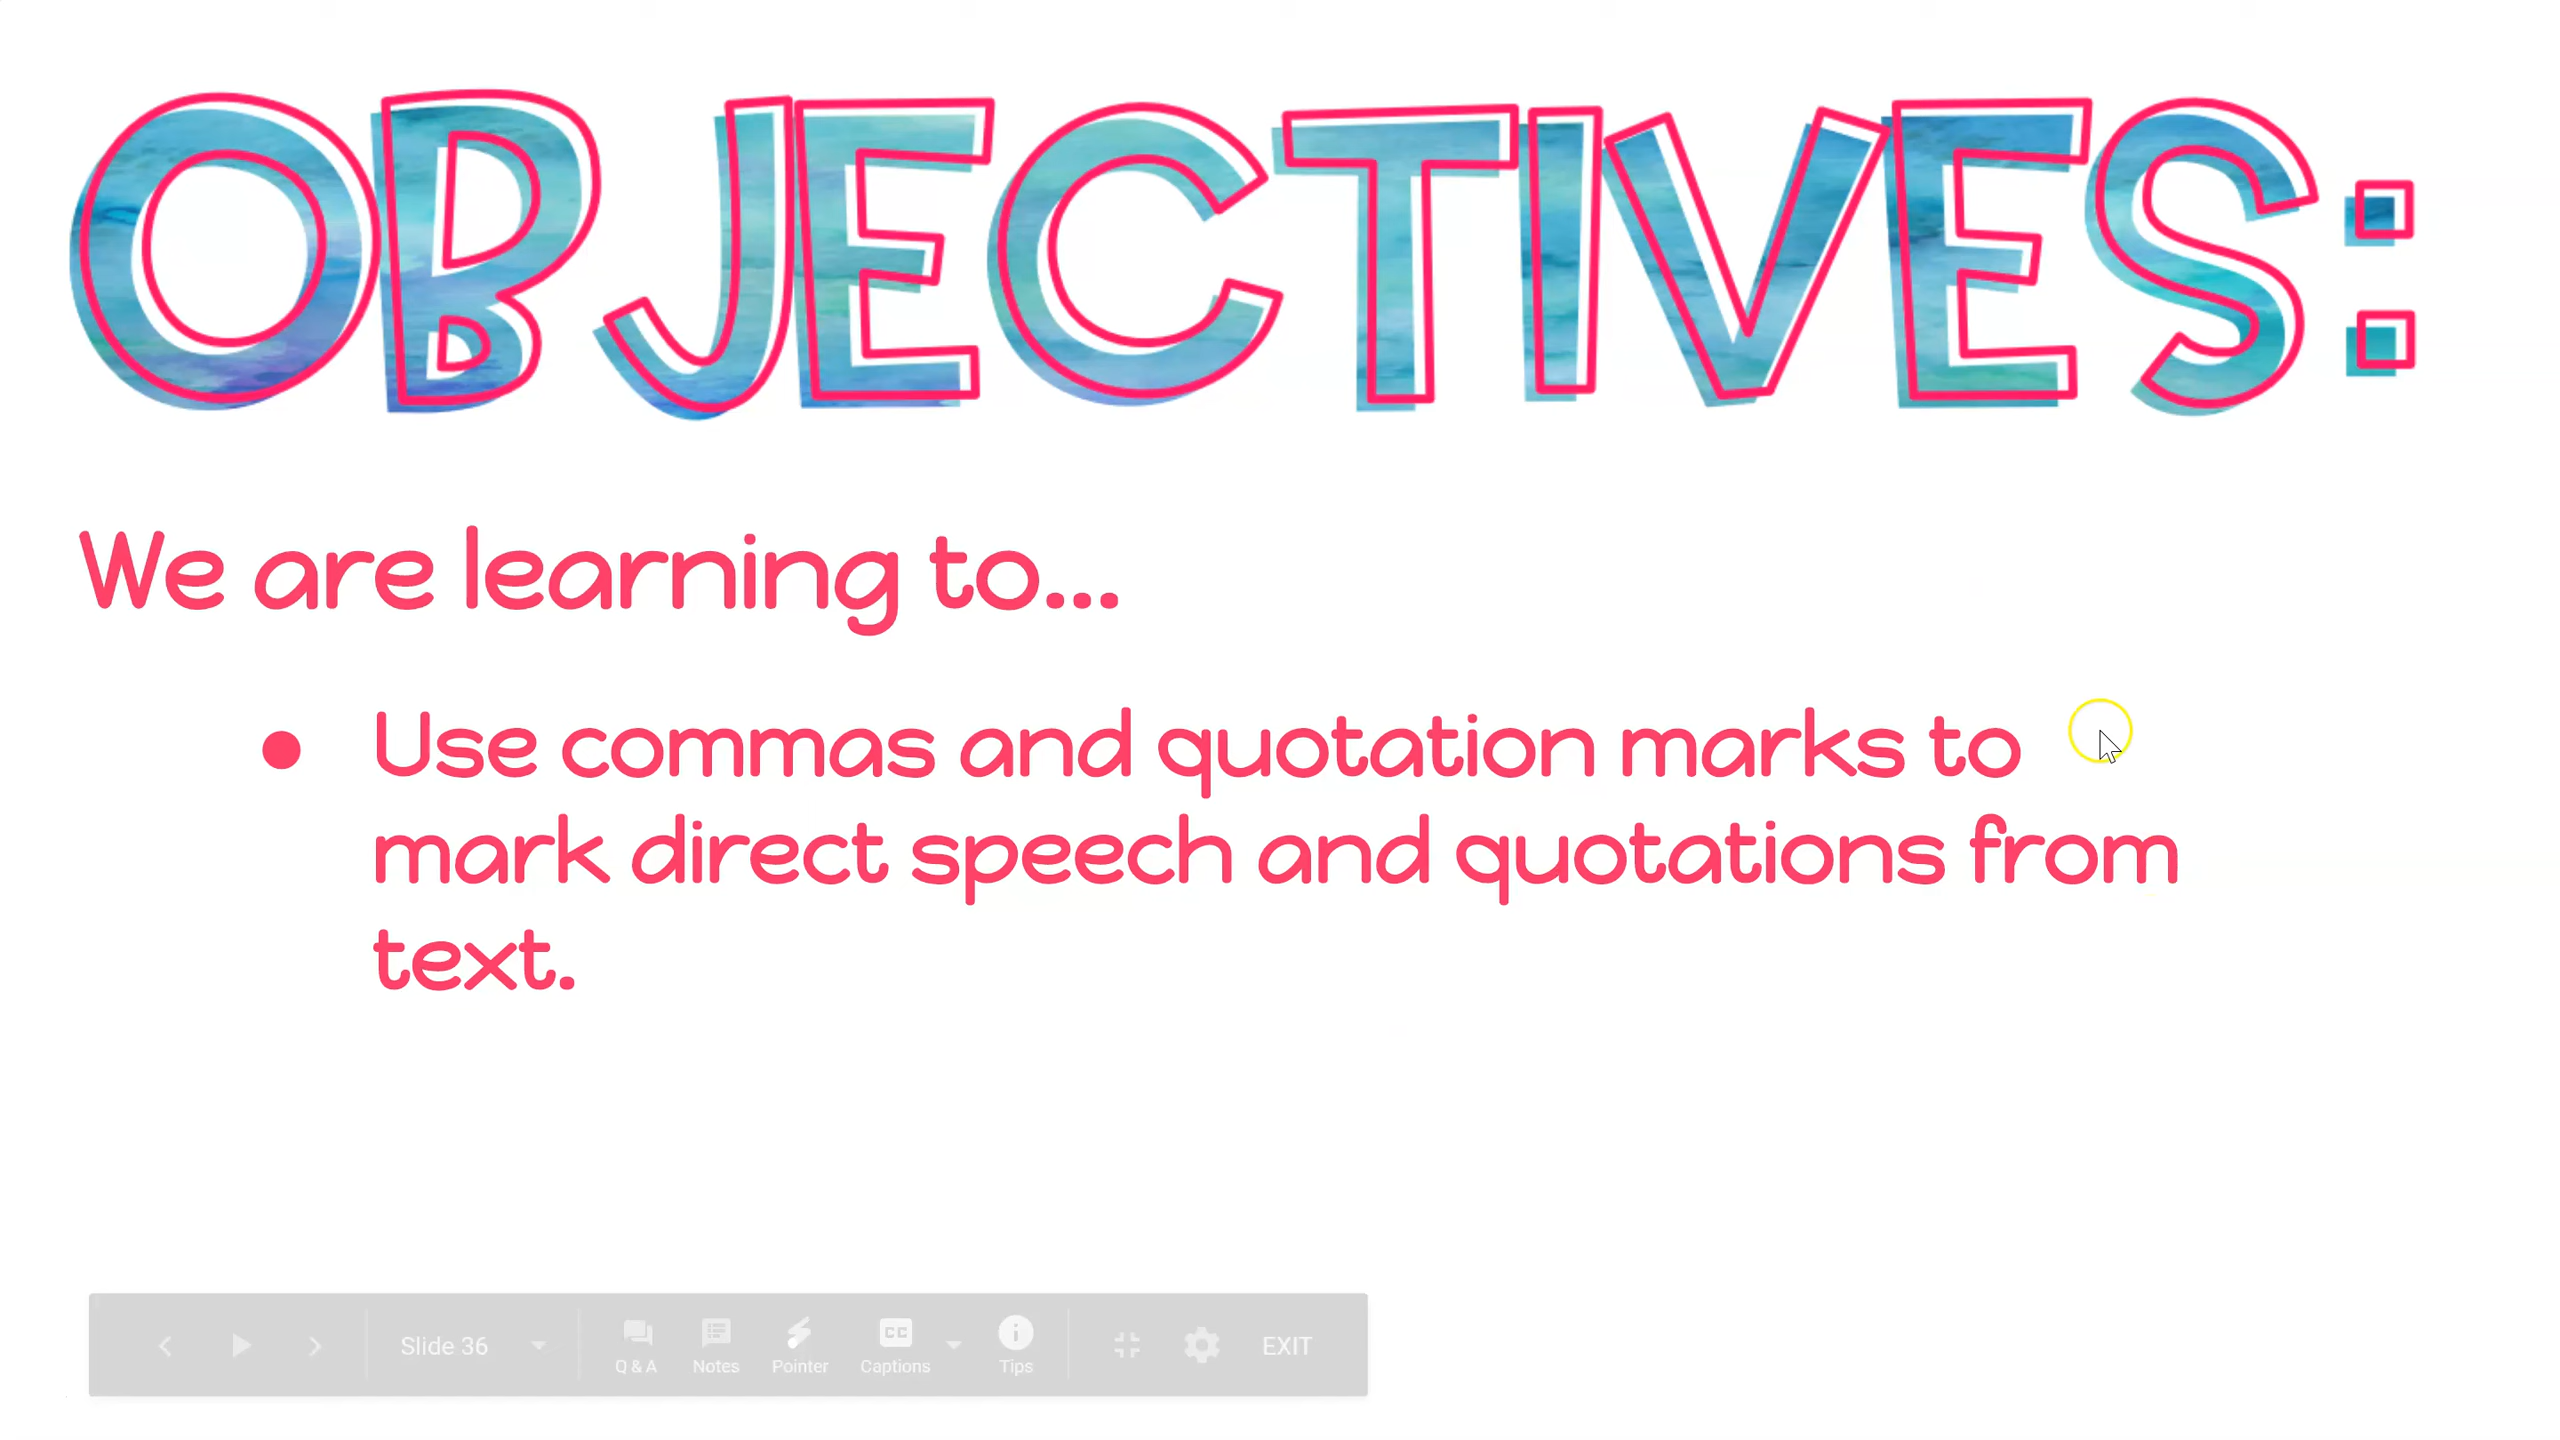 OBJECTIVES:
We are learning to...
● Use commas and quotation marks to
mark direct speech and quotations from
text.
Slide 36
Q & A
Notes
Pointer
CC
Captions
Tips
EXIT